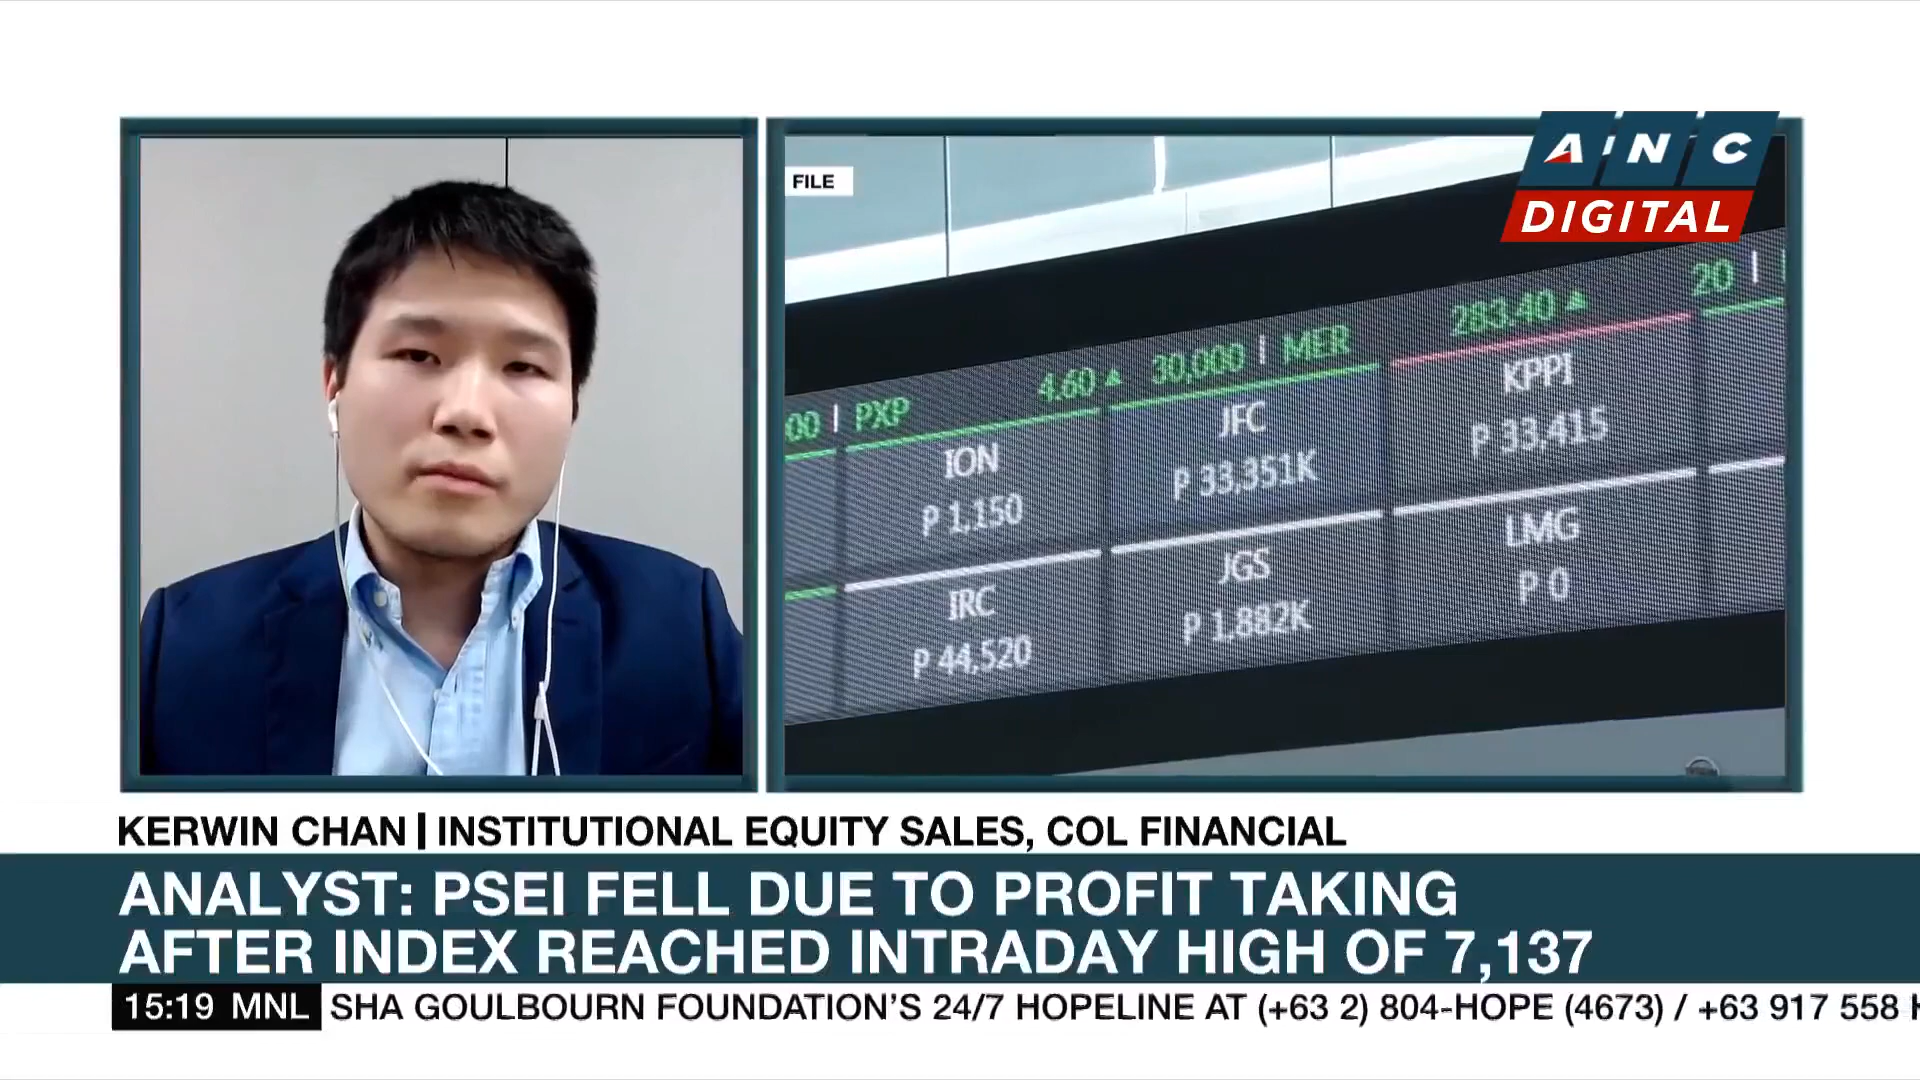 ANC
DIGITAL
FILE
00 | PXP 4.60 ▲ 30,000 | MER 283.40 ▲ 20 |
ION
P 1,150
JFC
P 33,351K
KPPI
P 33,415
IRC
P 44,520
JGS
P 1,882K
LMG
P 0
KERWIN CHAN | INSTITUTIONAL EQUITY SALES, COL FINANCIAL
ANALYST: PSEI FELL DUE TO PROFIT TAKING
AFTER INDEX REACHED INTRADAY HIGH OF 7,137
15:19 MNL SHA GOULBOURN FOUNDATION'S 24/7 HOPELINE AT (+63 2) 804-HOPE (4673) / +63 917 558